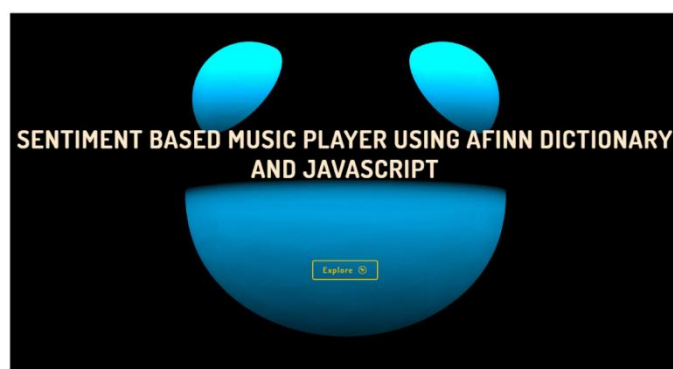 SENTIMENT BASED MUSIC PLAYER USING AFINN DICTIONARY
AND JAVASCRIPT
Explore